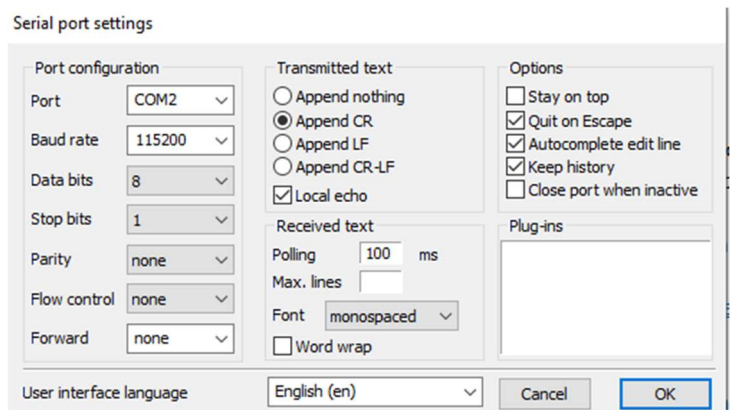 Serial port settings
Port configuration
Port COM2
Baud rate 115200
Data bits 8
Stop bits 1
Parity none
Flow control none
Forward none
Transmitted text
Append nothing
Append CR
Append LF
Append CR-LF
Local echo
Received text
Polling 100 ms
Max. lines
Font monospaced
Word wrap
Options
Stay on top
Quit on Escape
Autocomplete edit line
Keep history
Close port when inactive
Plug-ins
User interface language English (en) Cancel OK